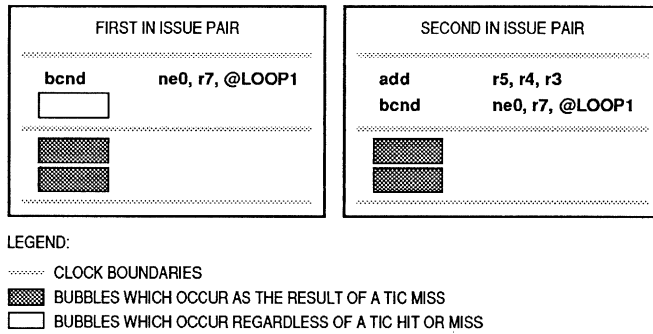 FIRST IN ISSUE PAIR
bcnd ne0, r7, @LOOP1
SECOND IN ISSUE PAIR
add r5, r4, r3
bcnd ne0, r7, @LOOP1
LEGEND:
CLOCK BOUNDARIES
BUBBLES WHICH OCCUR AS THE RESULT OF A TIC MISS
BUBBLES WHICH OCCUR REGARDLESS OF A TIC HIT OR MISS